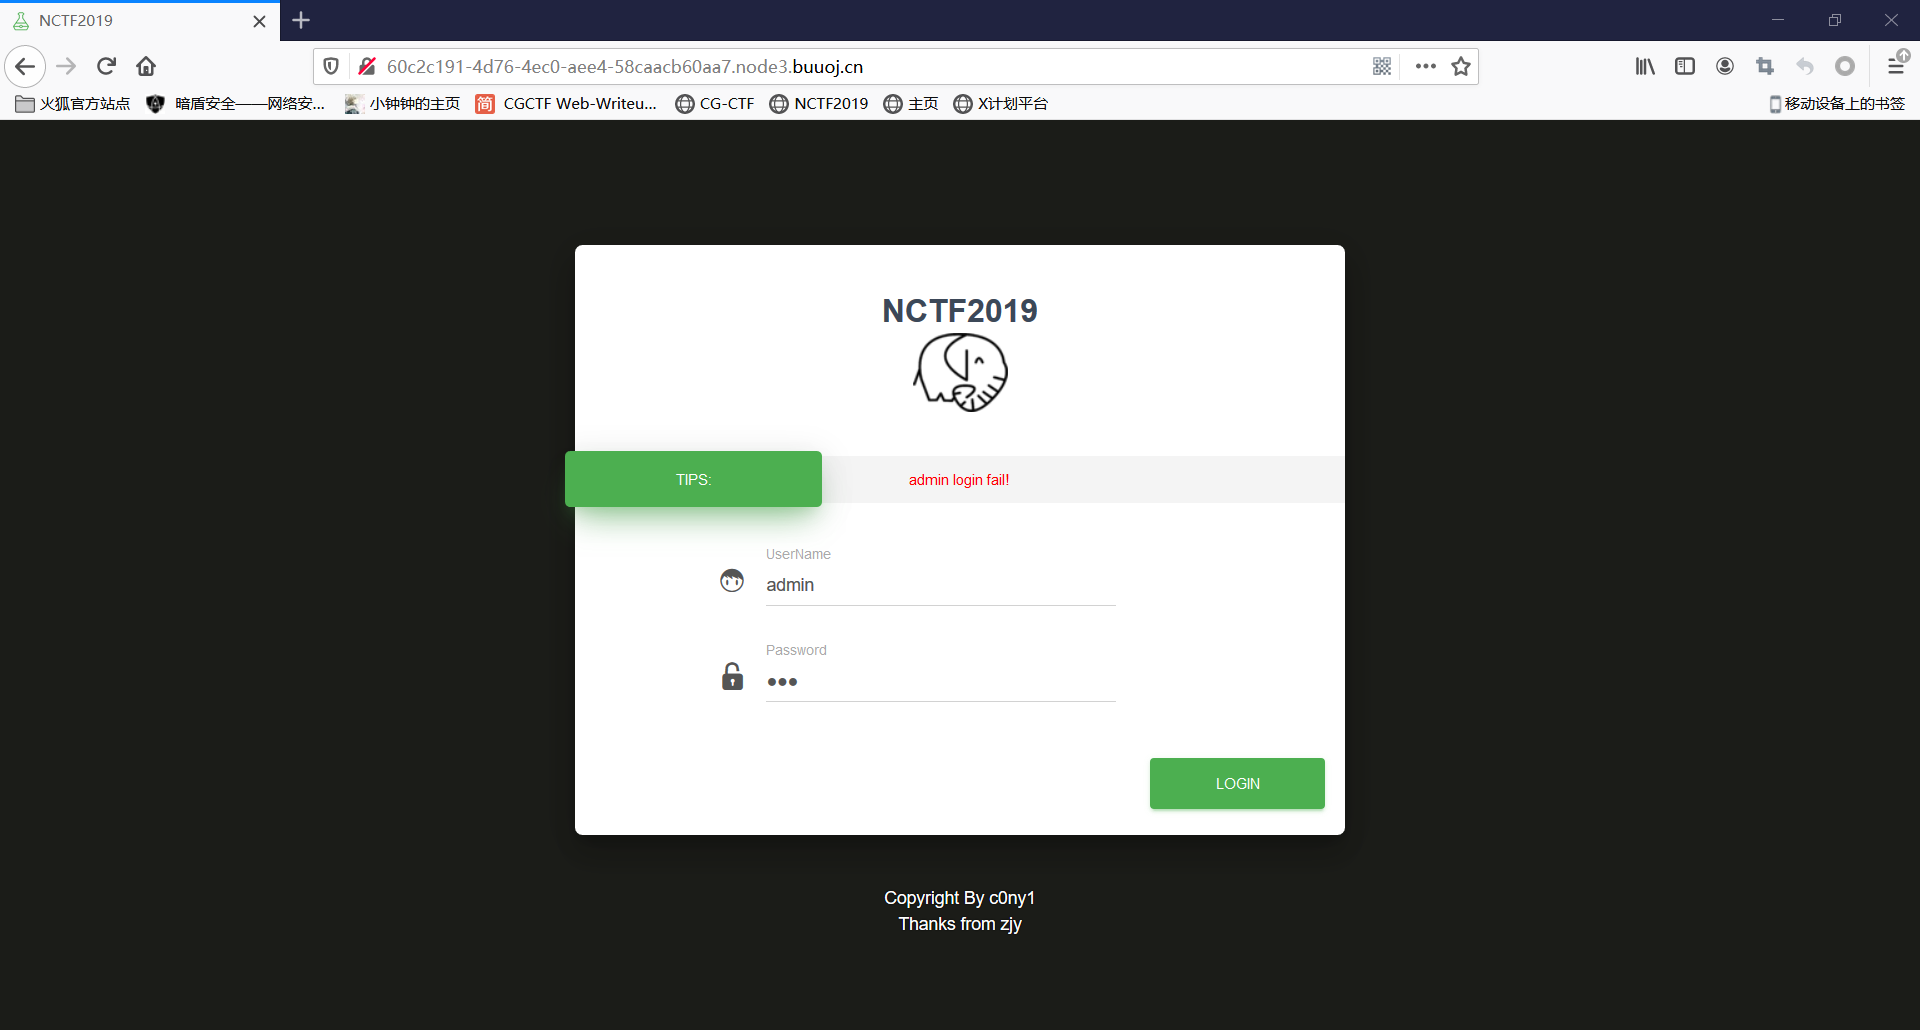 NCTF2019
60c2c191-4d76-4ec0-aee4-58caacb60aa7.node3.buuoj.cn
火狐官方站点 暗盾安全——网络安... 小钟钟的主页 简 CGCTF Web-Writeu... CG-CTF NCTF2019 主页 X计划平台 移动设备上的书签
NCTF2019
TIPS: admin login fail!
UserName
admin
Password
LOGIN
Copyright By c0ny1
Thanks from zjy